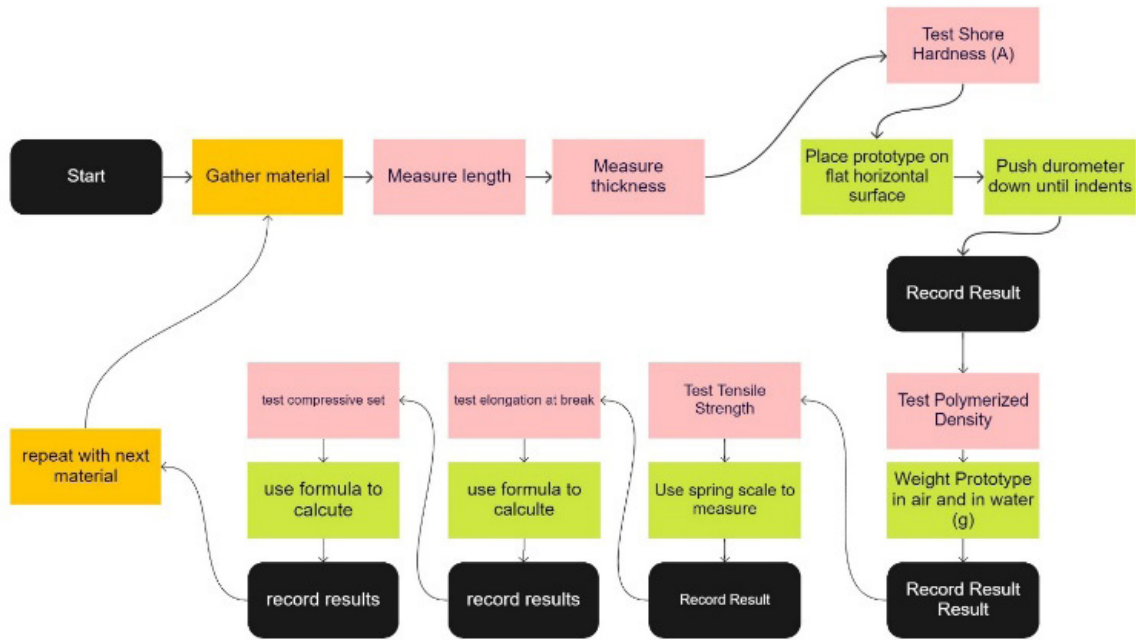 Test Shore
Hardness (A)
Start
Gather material
Measure length
Measure
thickness
Place prototype on
flat horizontal
surface
Push durometer
down until indents
Record Result
Test Polymerized
Density
Weight Prototype
in air and in water
(g)
Record Result
Result
Test Tensile
Strength
Use spring scale to
measure
Record Result
test elongation at break
use formula to
calculte
record results
test compressive set
use formula to
calcute
record results
repeat with next
material